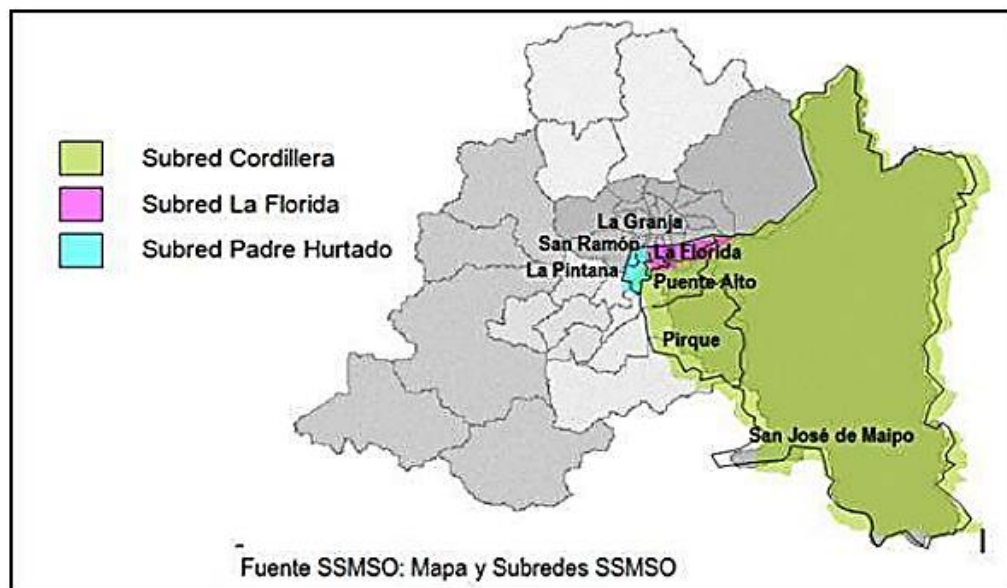 Subred Cordillera
Subred La Florida
Subred Padre Hurtado
La Granja
San Ramón
La Florida
La Pintana
Puente Alto
Pirque
San José de Maipo
Fuente SSMSO: Mapa y Subredes SSMSO